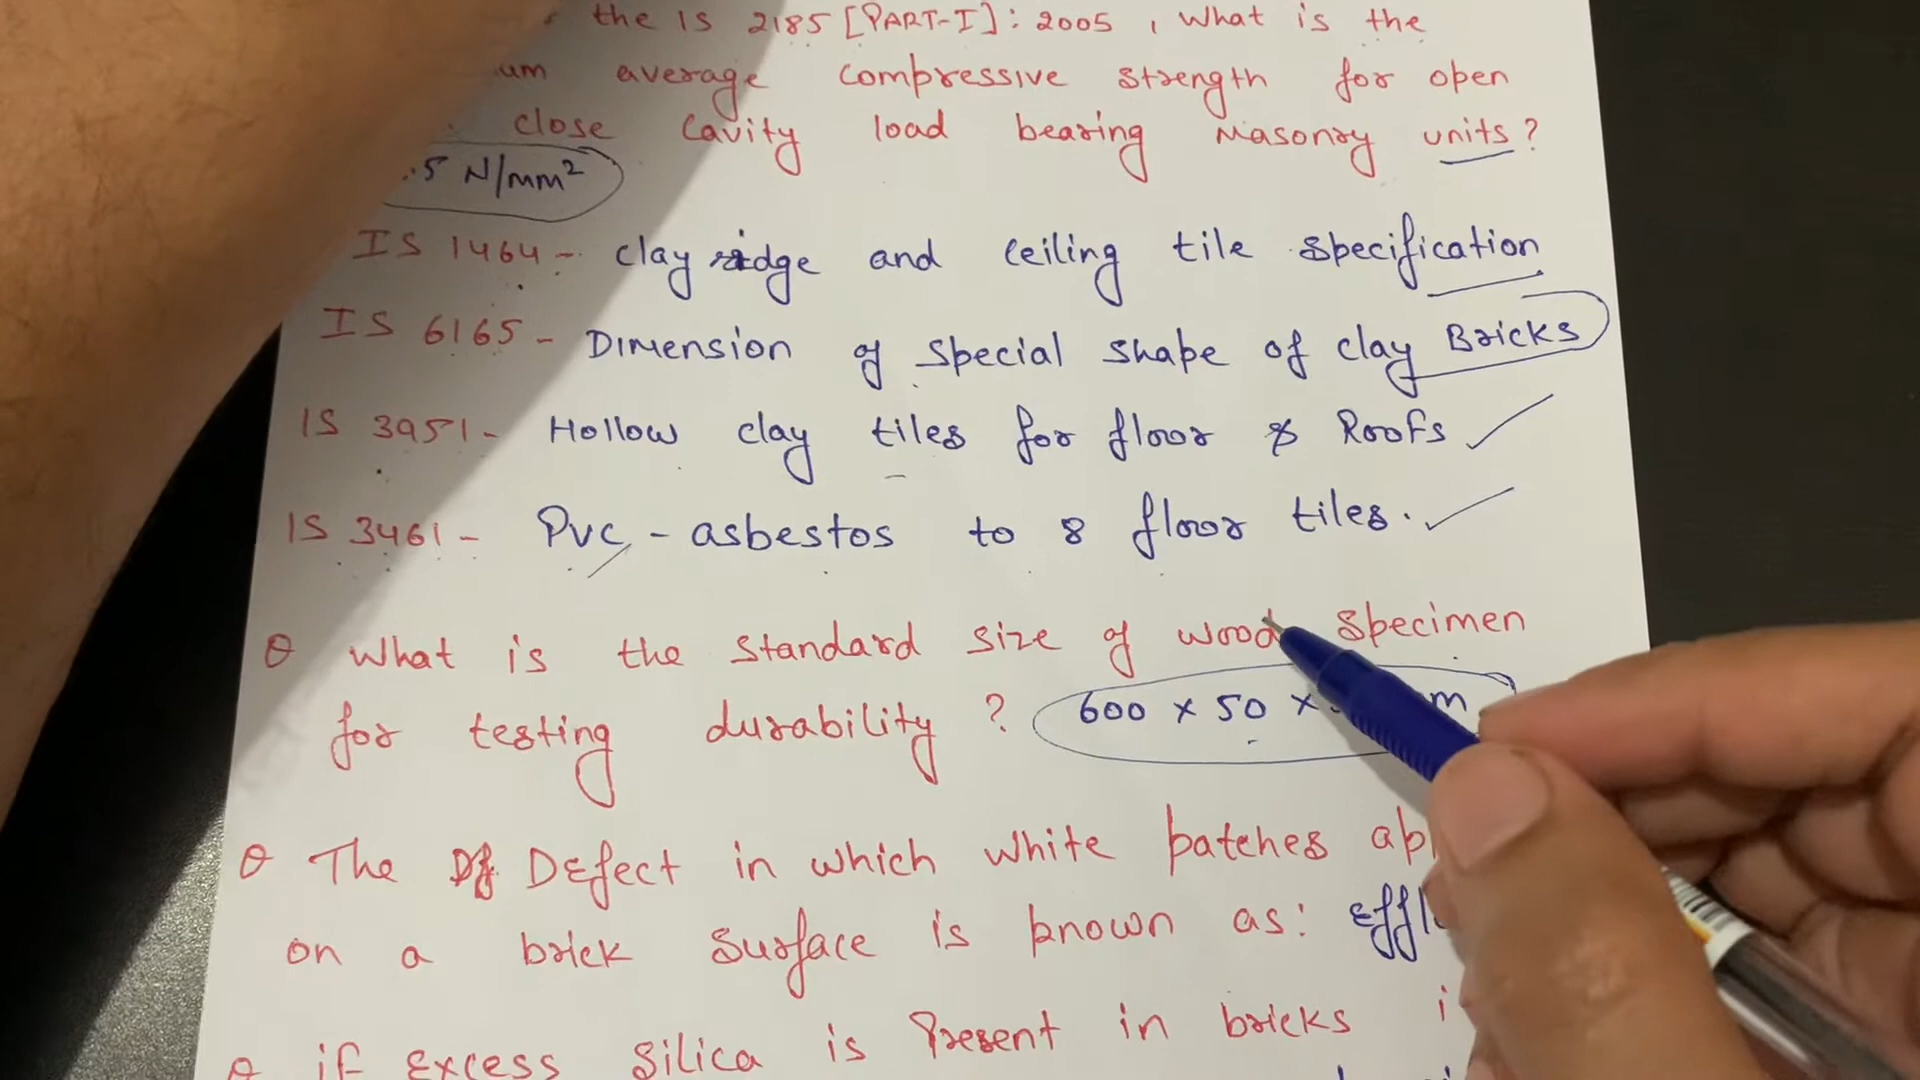 the IS 2185 [PART-I]: 2005, What is the
average compressive strength for open
close cavity load bearing Masonry units?
.5 N/mm²
IS 1464 - clay ridge and ceiling tile specification
IS 6165 - Dimension of special shape of clay Bricks
IS 3951 - Hollow clay tiles for floor & Roofs
IS 3461 - PVC - asbestos to 8 floor tiles.
Q What is the standard size of wood specimen
for testing durability? 600 x 50 x
Q The Defect in which white patches
on a brick surface is known as:
Q if excess silica is Present in bricks